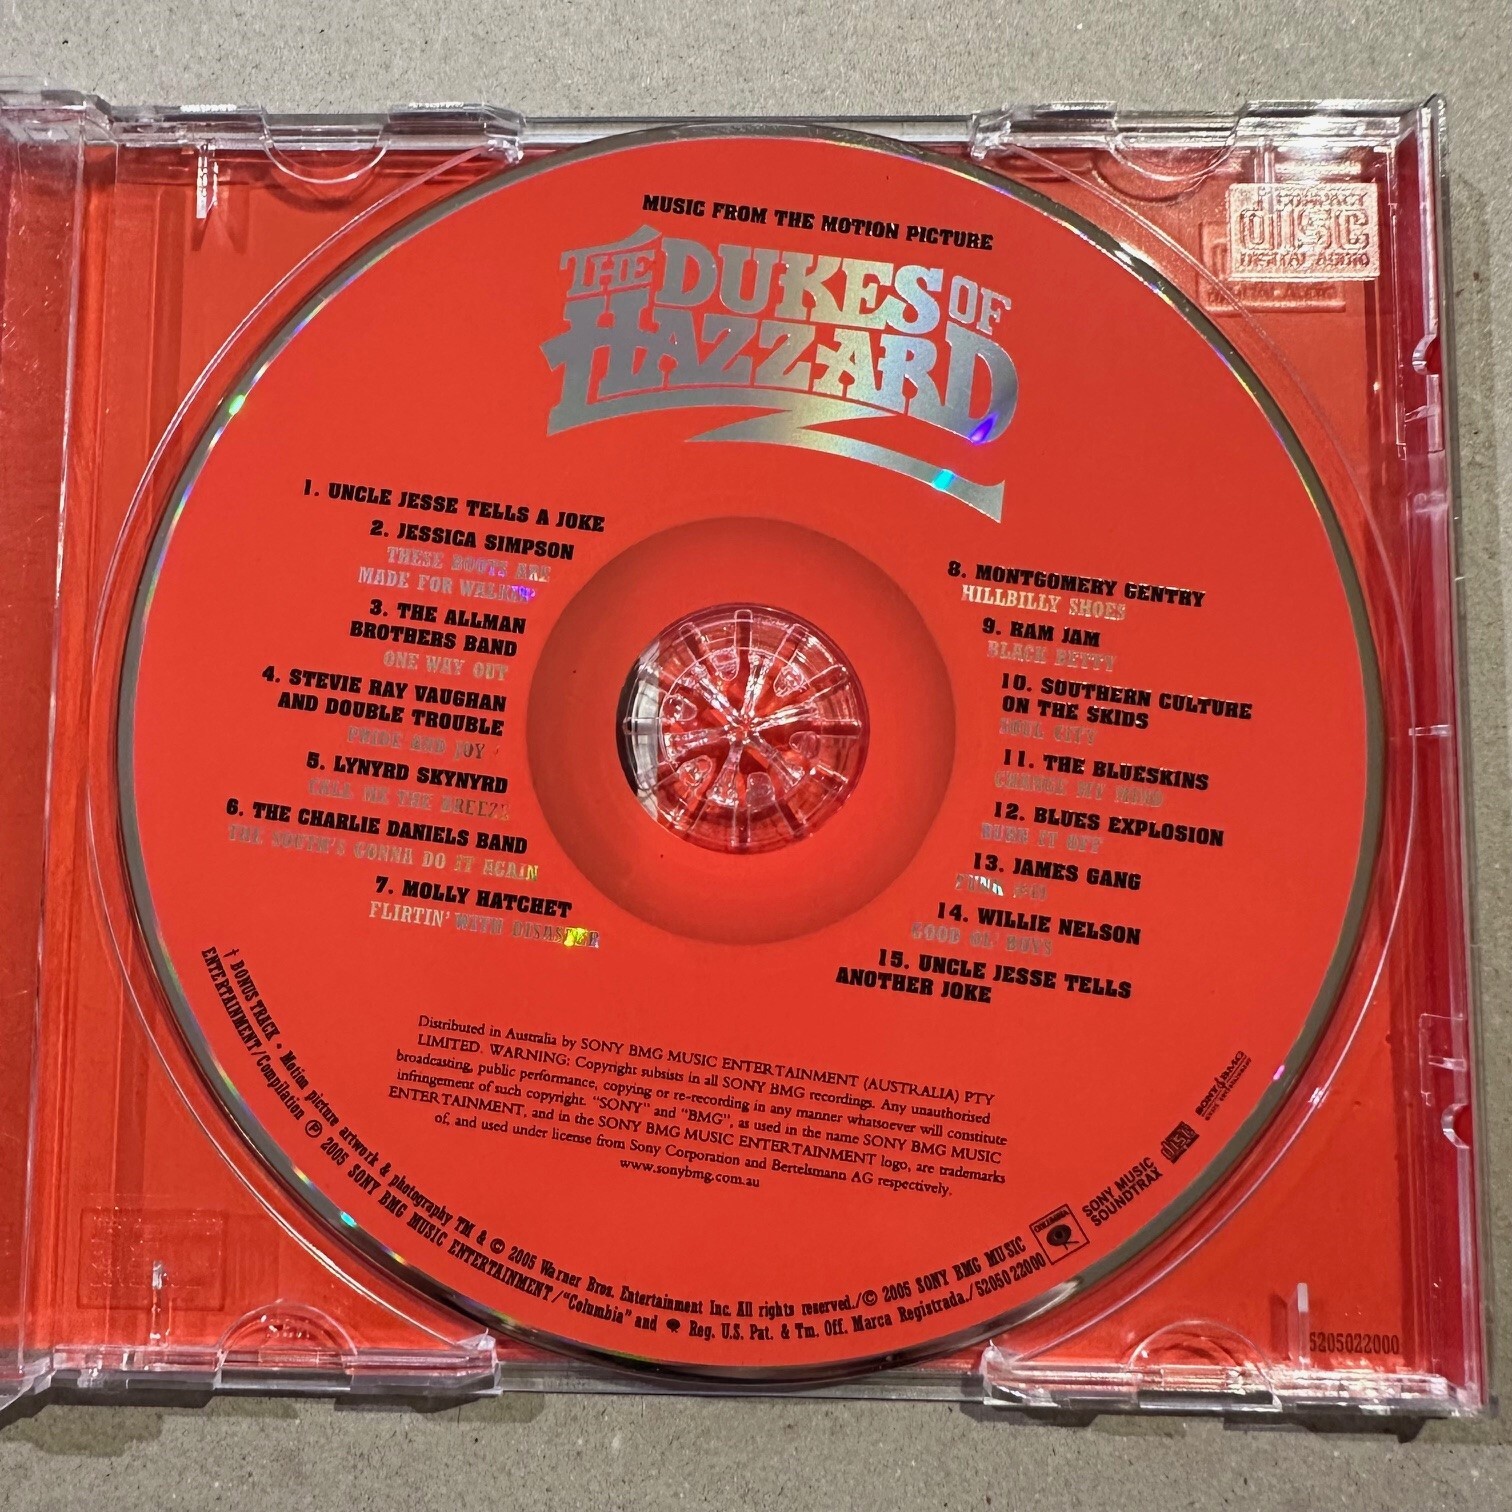 MUSIC FROM THE MOTION PICTURE
THE DUKES OF
HAZZARD
COMPACT
disc
DIGITAL AUDIO
1. UNCLE JESSE TELLS A JOKE
2. JESSICA SIMPSON
THESE BOOTS ARE
MADE FOR WALKIN'
3. THE ALLMAN
BROTHERS BAND
ONE WAY OUT
4. STEVIE RAY VAUGHAN
AND DOUBLE TROUBLE
PRIDE AND JOY
5. LYNYRD SKYNYRD
CALL ME THE BREEZE
6. THE CHARLIE DANIELS BAND
THE SOUTH'S GONNA DO IT AGAIN
7. MOLLY HATCHET
FLIRTIN' WITH DISASTER
8. MONTGOMERY GENTRY
HILLBILLY SHOES
9. RAM JAM
BLACK BETTY
10. SOUTHERN CULTURE
ON THE SKIDS
SOUL CITY
11. THE BLUESKINS
CHANGE MY MIND
12. BLUES EXPLOSION
BURN IT OFF
13. JAMES GANG
FUNK #49
14. WILLIE NELSON
GOOD OL' BOYS
15. UNCLE JESSE TELLS
ANOTHER JOKE
Distributed in Australia by SONY BMG MUSIC ENTERTAINMENT (AUSTRALIA) PTY
LIMITED. WARNING: Copyright subsists in all SONY BMG recordings. Any unauthorised
broadcasting, public performance, copying or re-recording in any manner whatsoever will constitute
infringement of such copyright. "SONY" and "BMG", as used in the name SONY BMG MUSIC
ENTERTAINMENT, and in the SONY BMG MUSIC ENTERTAINMENT logo, are trademarks
of, and used under license from Sony Corporation and Bertelsmann AG respectively.
www.sonybmg.com.au
† BONUS TRACK • Motion picture artwork & photography TM & © 2005 Warner Bros. Entertainment Inc. All rights reserved./© 2005 SONY BMG MUSIC
ENTERTAINMENT/Compilation ℗ 2005 SONY BMG MUSIC ENTERTAINMENT/"Columbia" and Reg. U.S. Pat. & Tm. Off. Marca Registrada./52050 22000
COLUMBIA
SONY MUSIC
SOUNDTRAX
disc
SONY BMG
MUSIC ENTERTAINMENT
5205022000